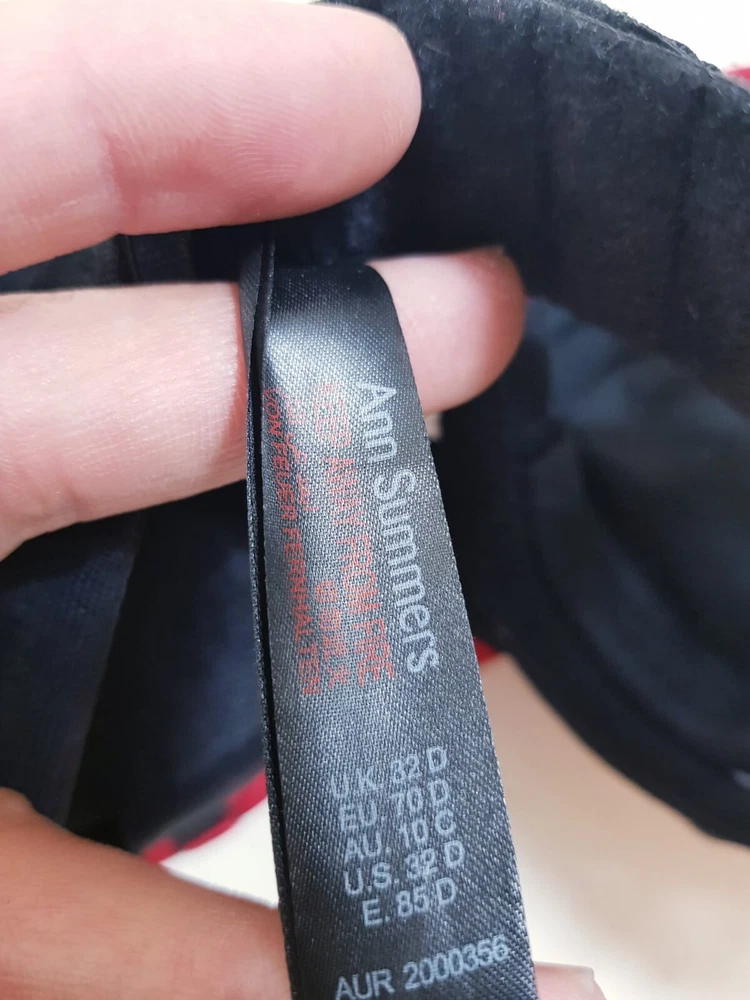 Ann Summers
KEEP AWAY FROM FIRE
VON FEUER FERNHALTEN
U.K. 32 D
EU. 70 D
AU. 10 C
U.S. 32 D
E. 85 D
AUR 2000356